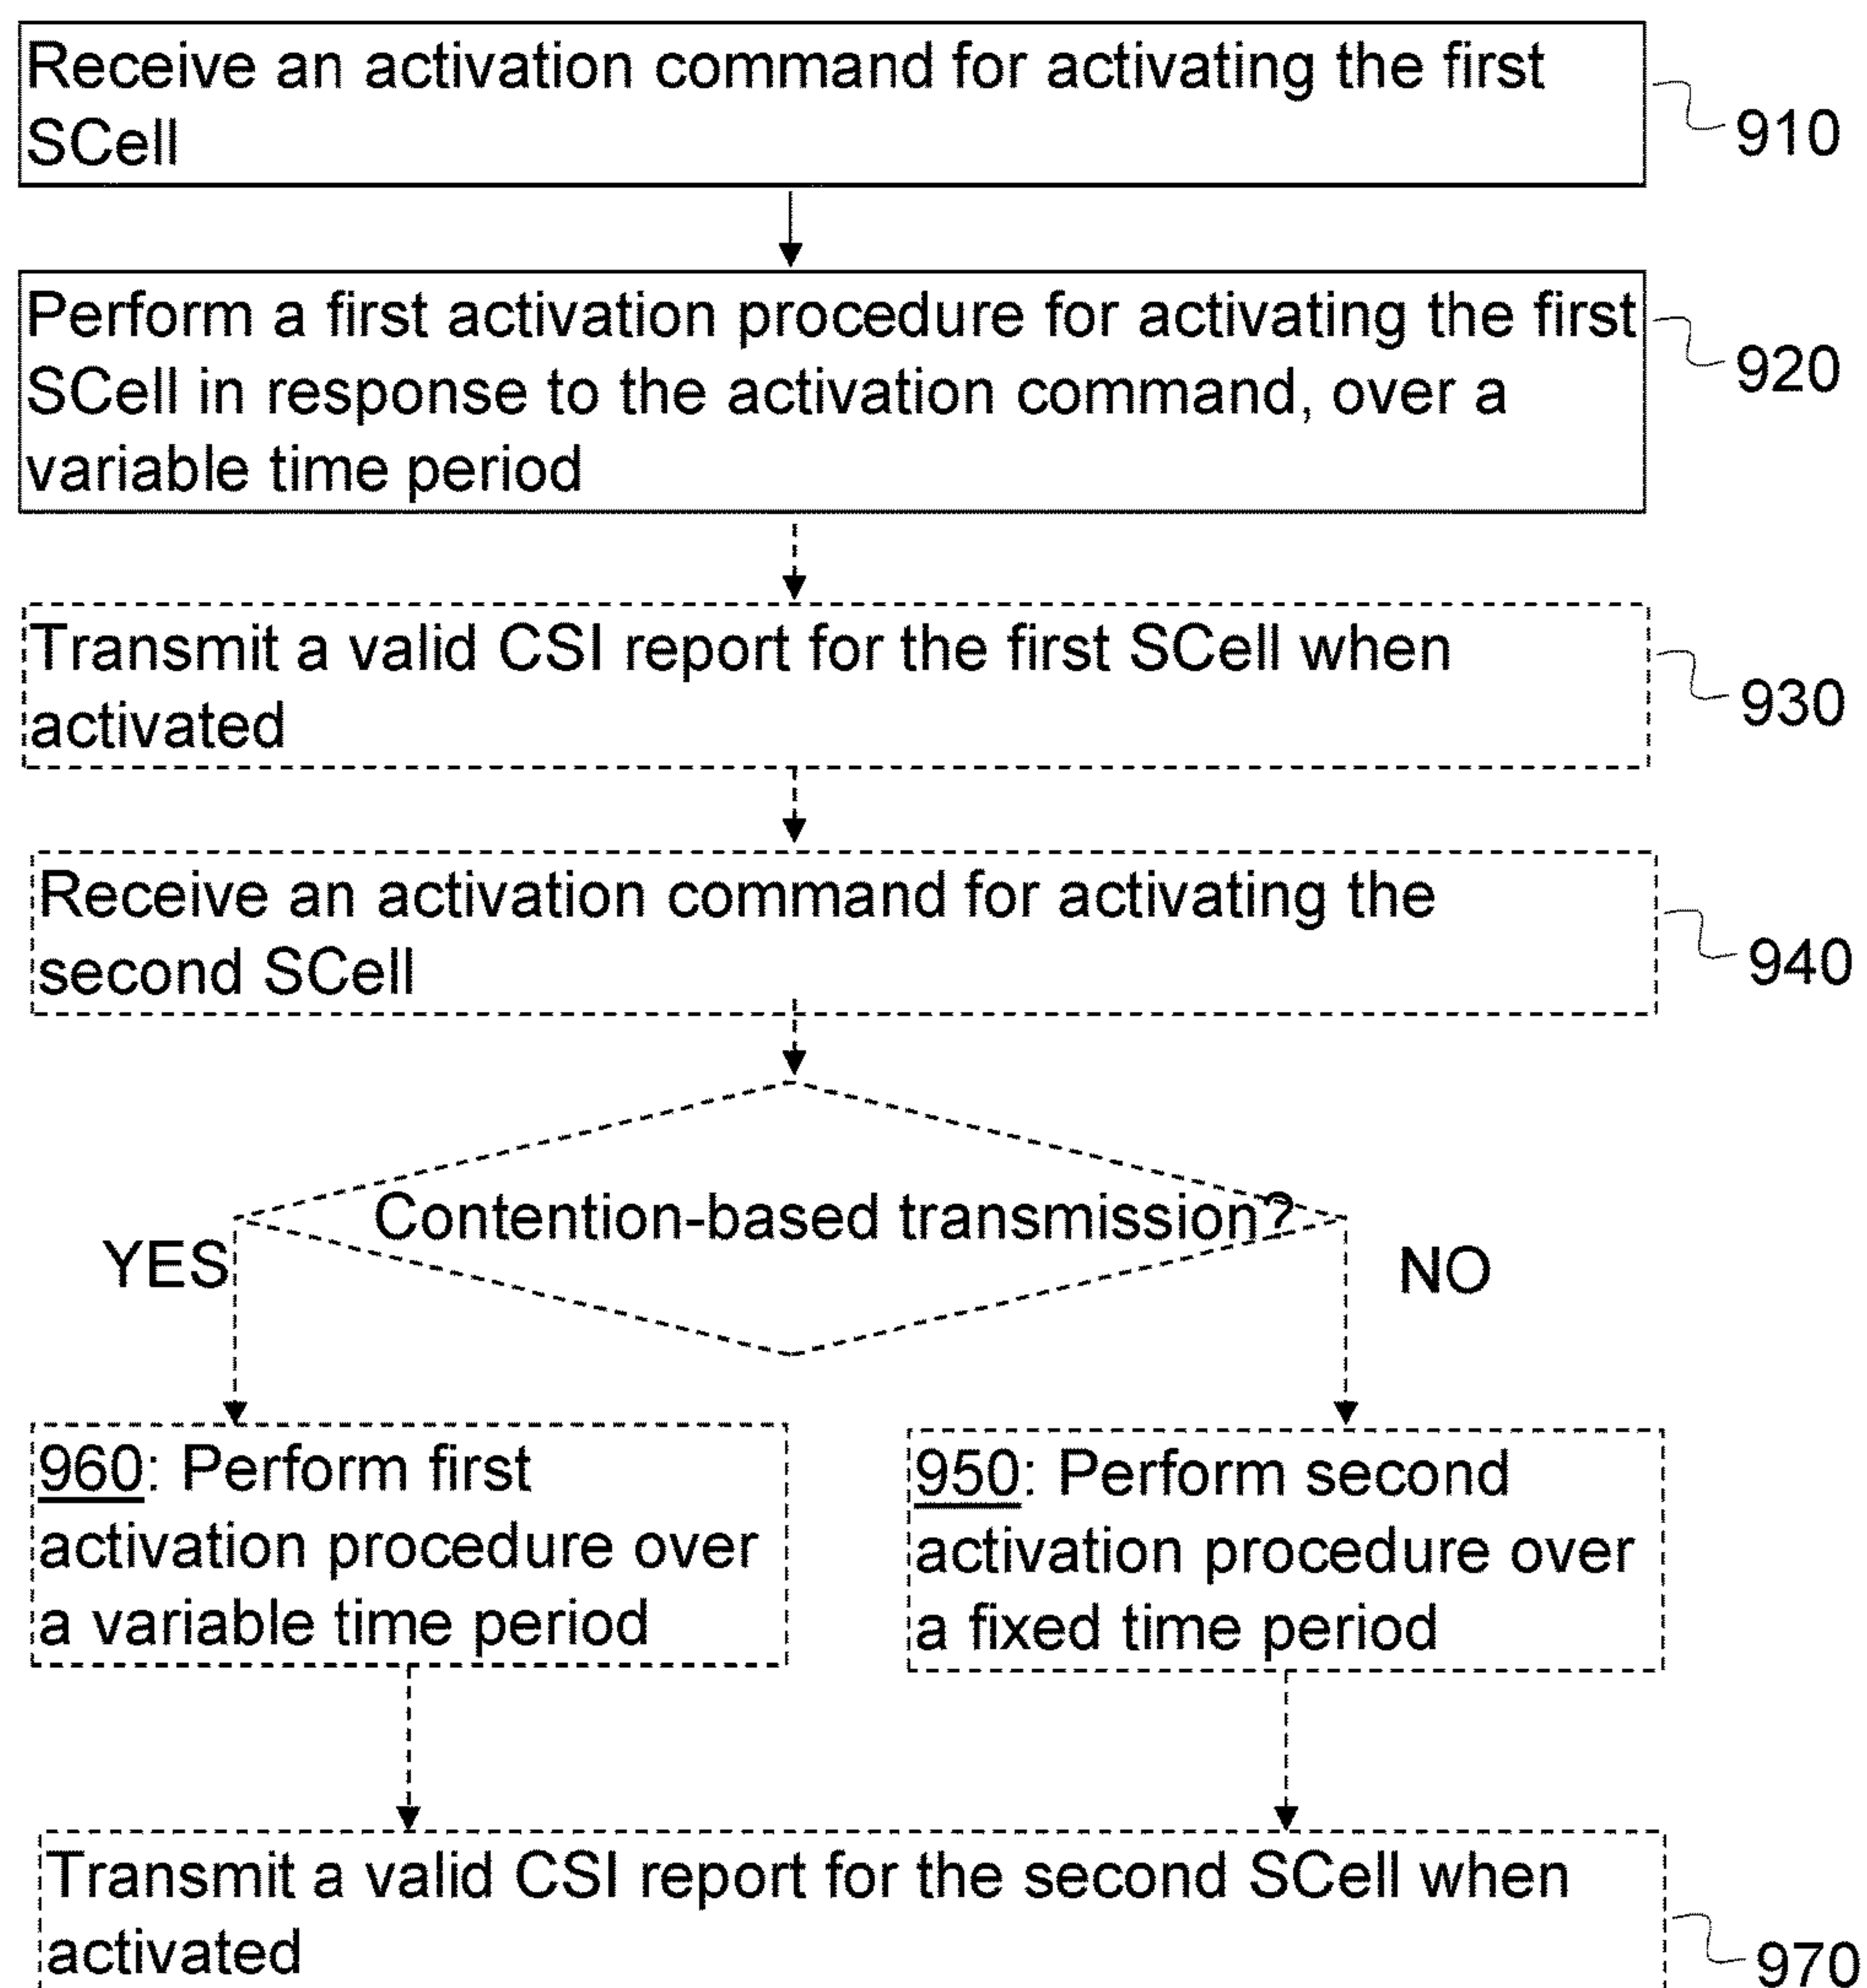 Receive an activation command for activating the first
SCell
910
Perform a first activation procedure for activating the first
SCell in response to the activation command, over a
variable time period
920
Transmit a valid CSI report for the first SCell when
activated
930
Receive an activation command for activating the
second SCell
940
Contention-based transmission?
YES
NO
960: Perform first
activation procedure over
a variable time period
950: Perform second
activation procedure over
a fixed time period
Transmit a valid CSI report for the second SCell when
activated
970